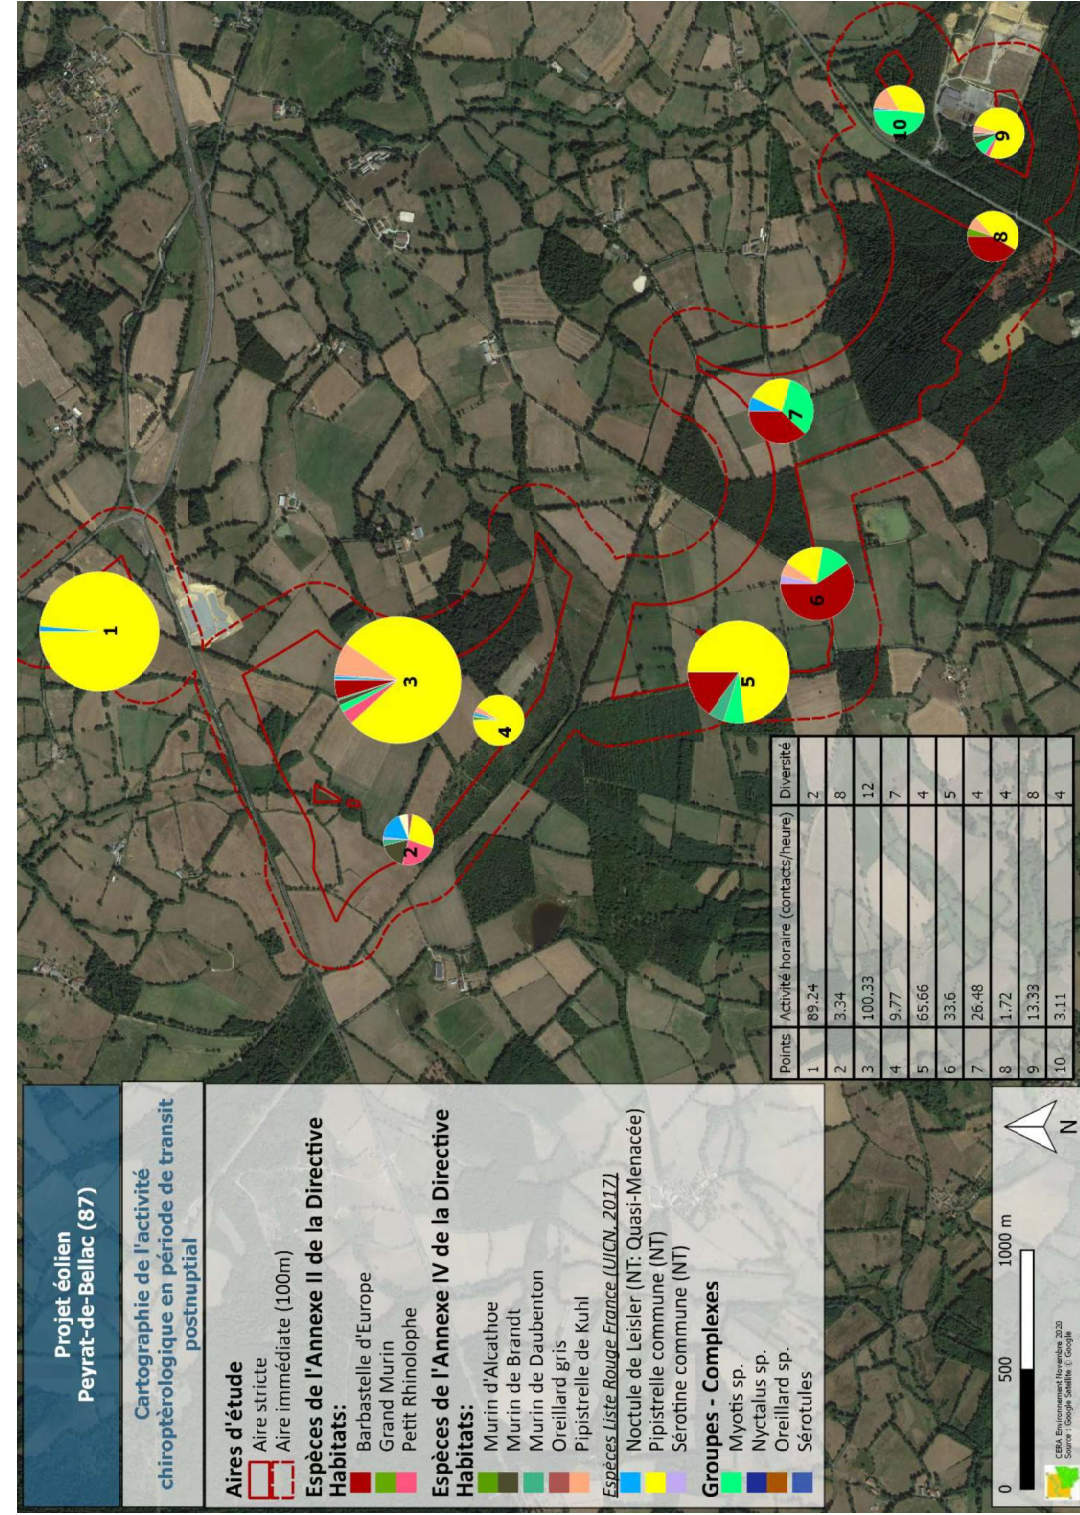 Projet éolien
Peyrat-de-Bellac (87)
Cartographie de l'activité
chiroptèrologique en période de transit
postnuptial
Aires d'étude
Aire stricte
Aire immédiate (100m)
Espèces de l'Annexe II de la Directive
Habitats:
Barbastelle d'Europe
Grand Murin
Petit Rhinolophe
Espèces de l'Annexe IV de la Directive
Habitats:
Murin d'Alcathoe
Murin de Brandt
Murin de Daubenton
Oreillard gris
Pipistrelle de Kuhl
Espèces Liste Rouge France (UICN, 2017)
Noctule de Leisler (NT: Quasi-Menacée)
Pipistrelle commune (NT)
Sérotine commune (NT)
Groupes - Complexes
Myotis sp.
Nyctalus sp.
Oreillard sp.
Sérotules
0 500 1000 m
N
CERA Environnement Novembre 2020
Source : Google Satellite © Google
Points Activité horaire (contacts/heure) Diversité
1 89.24 2
2 3.34 8
3 100.33 12
4 9.77 7
5 65.66 4
6 33.6 5
7 26.48 4
8 1.72 4
9 13.33 8
10 3.11 4
1
2
3
4
5
6
7
8
9
10